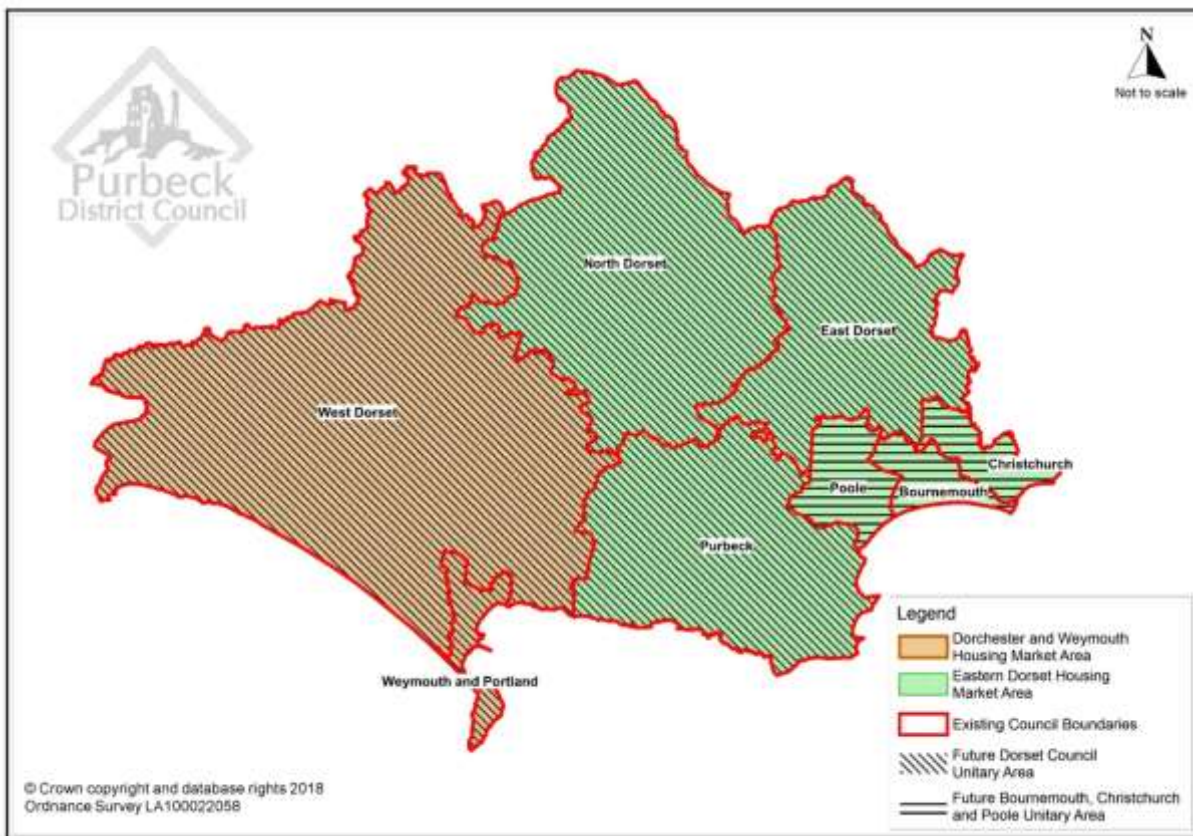 N
Not to scale
Purbeck
District Council
North Dorset
East Dorset
West Dorset
Christchurch
Poole
Bournemouth
Purbeck
Weymouth and Portland
Legend
Dorchester and Weymouth
Housing Market Area
Eastern Dorset Housing
Market Area
Existing Council Boundaries
Future Dorset Council
Unitary Area
Future Bournemouth, Christchurch
and Poole Unitary Area
© Crown copyright and database rights 2018
Ordnance Survey LA100022058